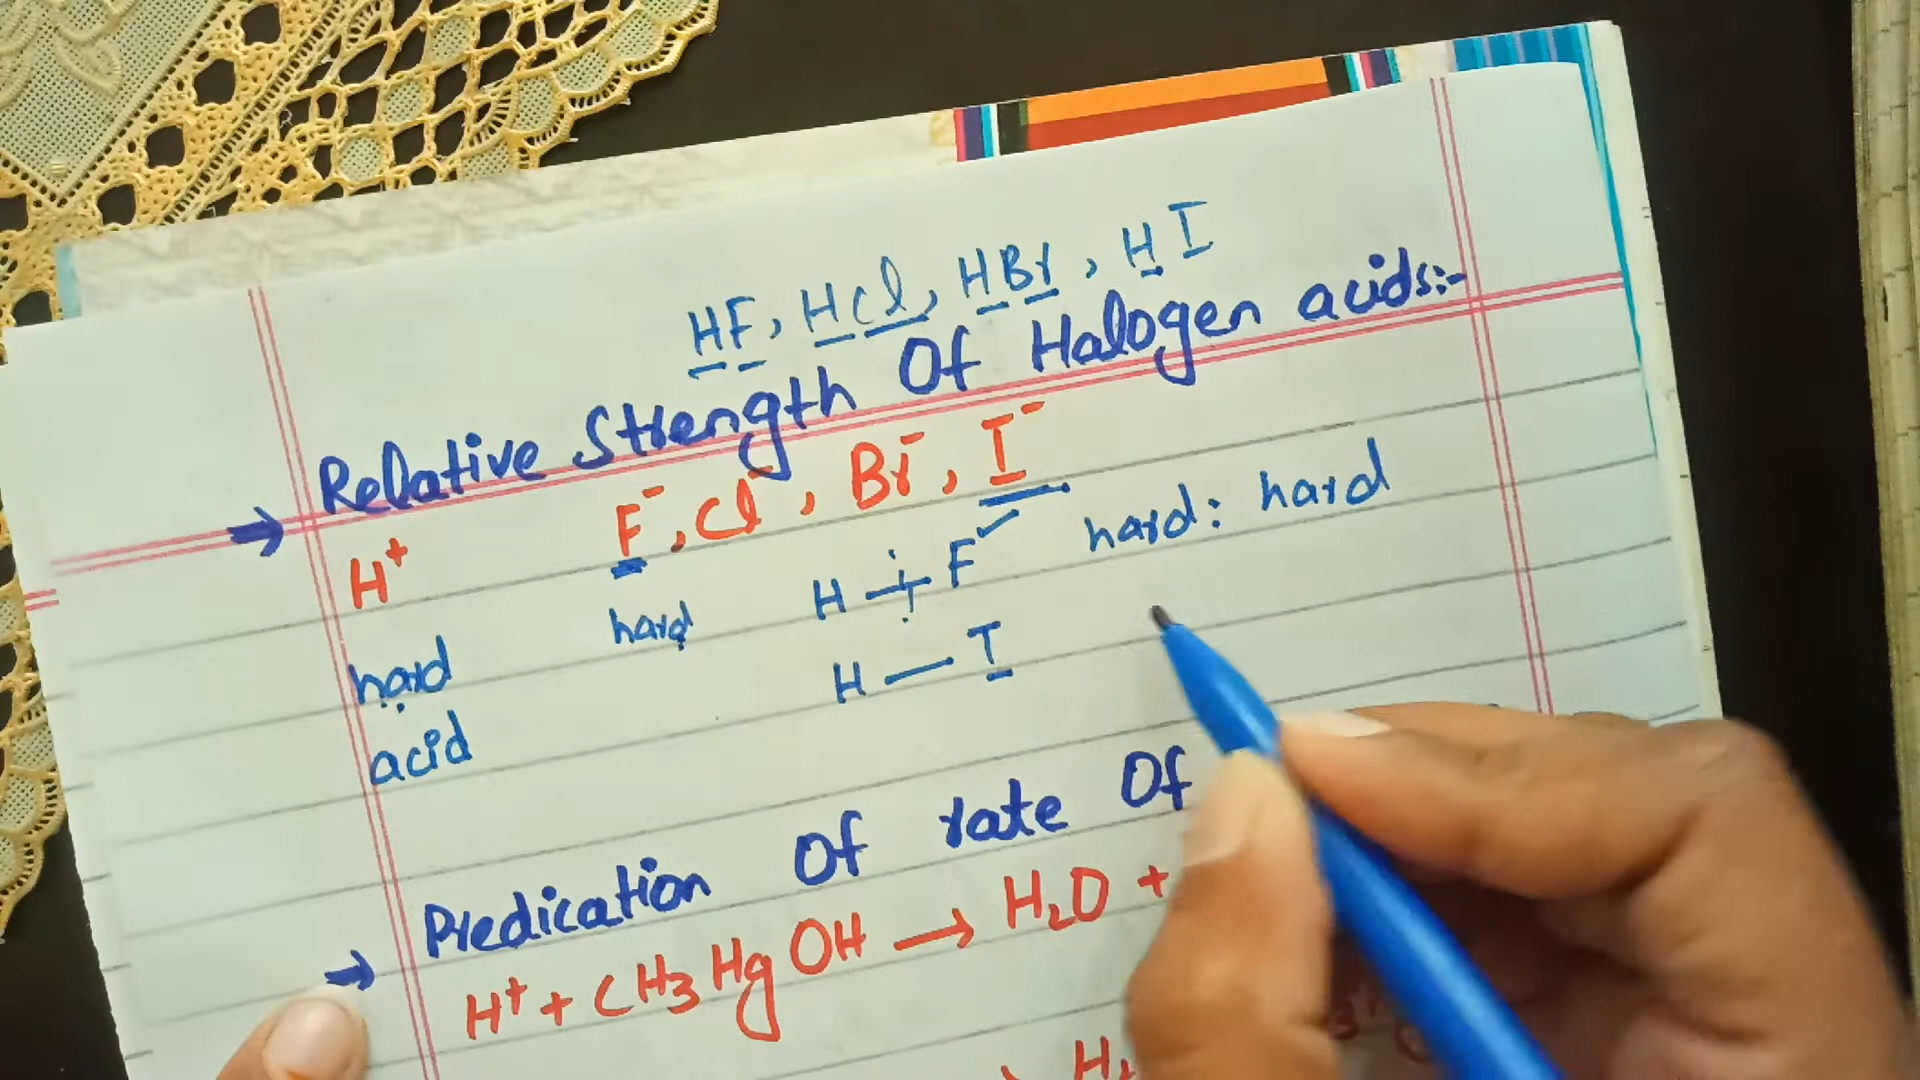 HF, HCl, HBr, HI
→ Relative Strength Of Halogen acids:-
H⁺ F⁻, Cl⁻, Br⁻, I⁻
H — F hard: hard
hard hard
H — I
acid
→ Predication Of rate Of
H⁺ + CH₃HgOH → H₂O +
H₂